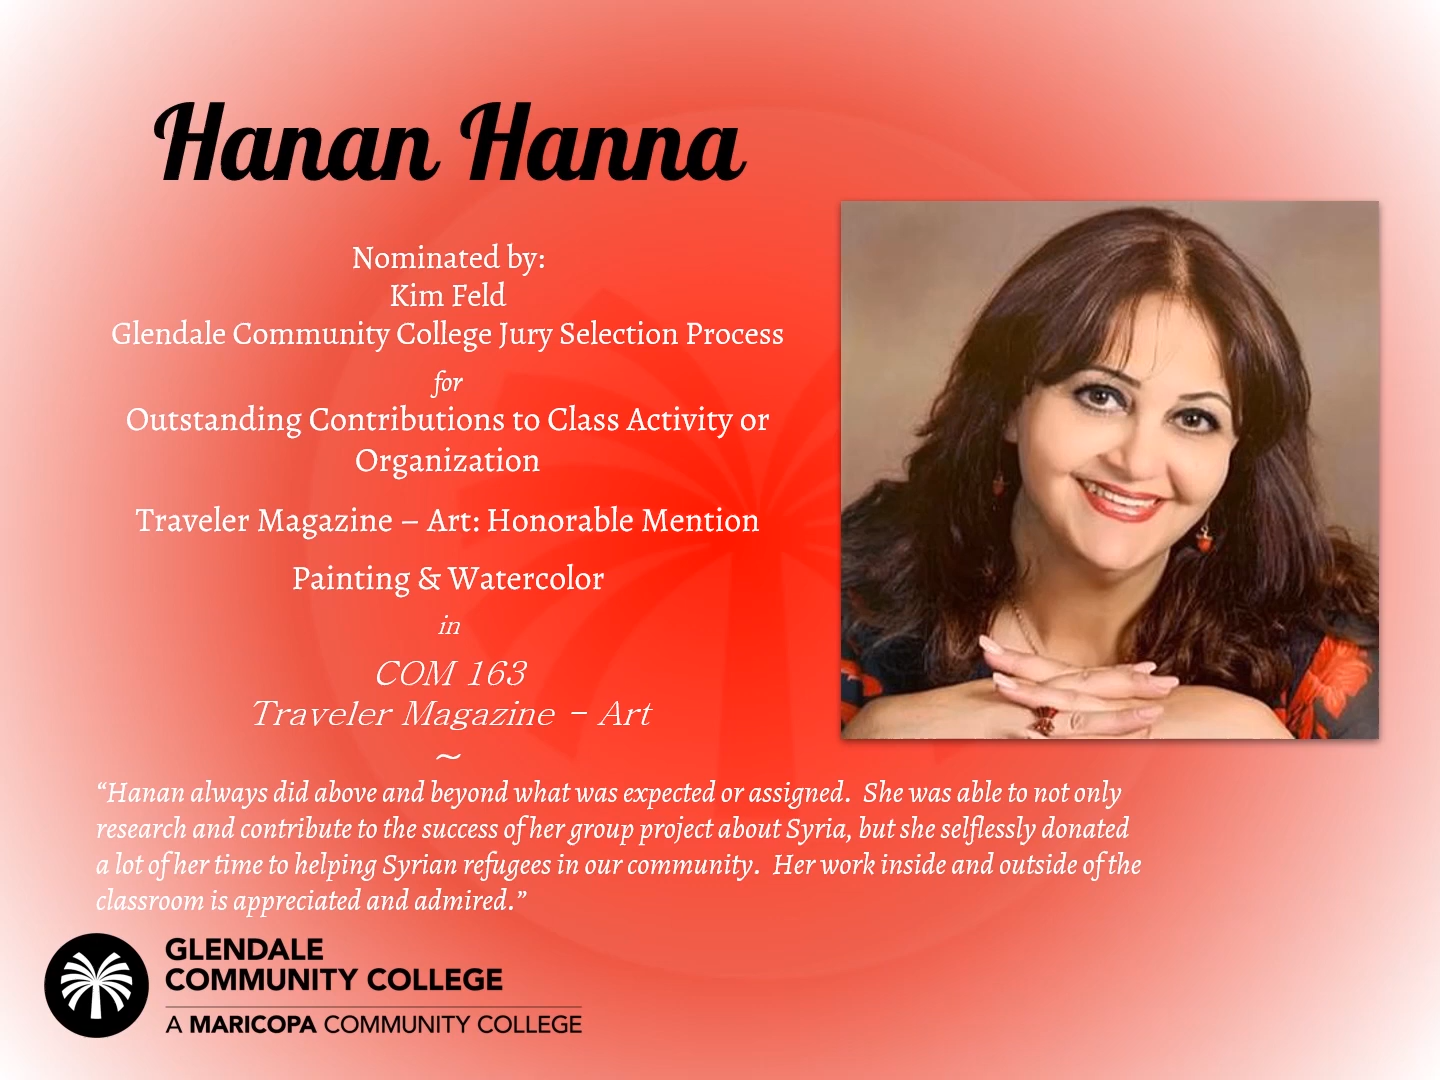 Hanan Hanna
Nominated by:
Kim Feld
Glendale Community College Jury Selection Process
for
Outstanding Contributions to Class Activity or
Organization
Traveler Magazine – Art: Honorable Mention
Painting & Watercolor
in
COM 163
Traveler Magazine – Art
~
“Hanan always did above and beyond what was expected or assigned.  She was able to not only
research and contribute to the success of her group project about Syria, but she selflessly donated
a lot of her time to helping Syrian refugees in our community.  Her work inside and outside of the
classroom is appreciated and admired.”
GLENDALE
COMMUNITY COLLEGE
A MARICOPA COMMUNITY COLLEGE